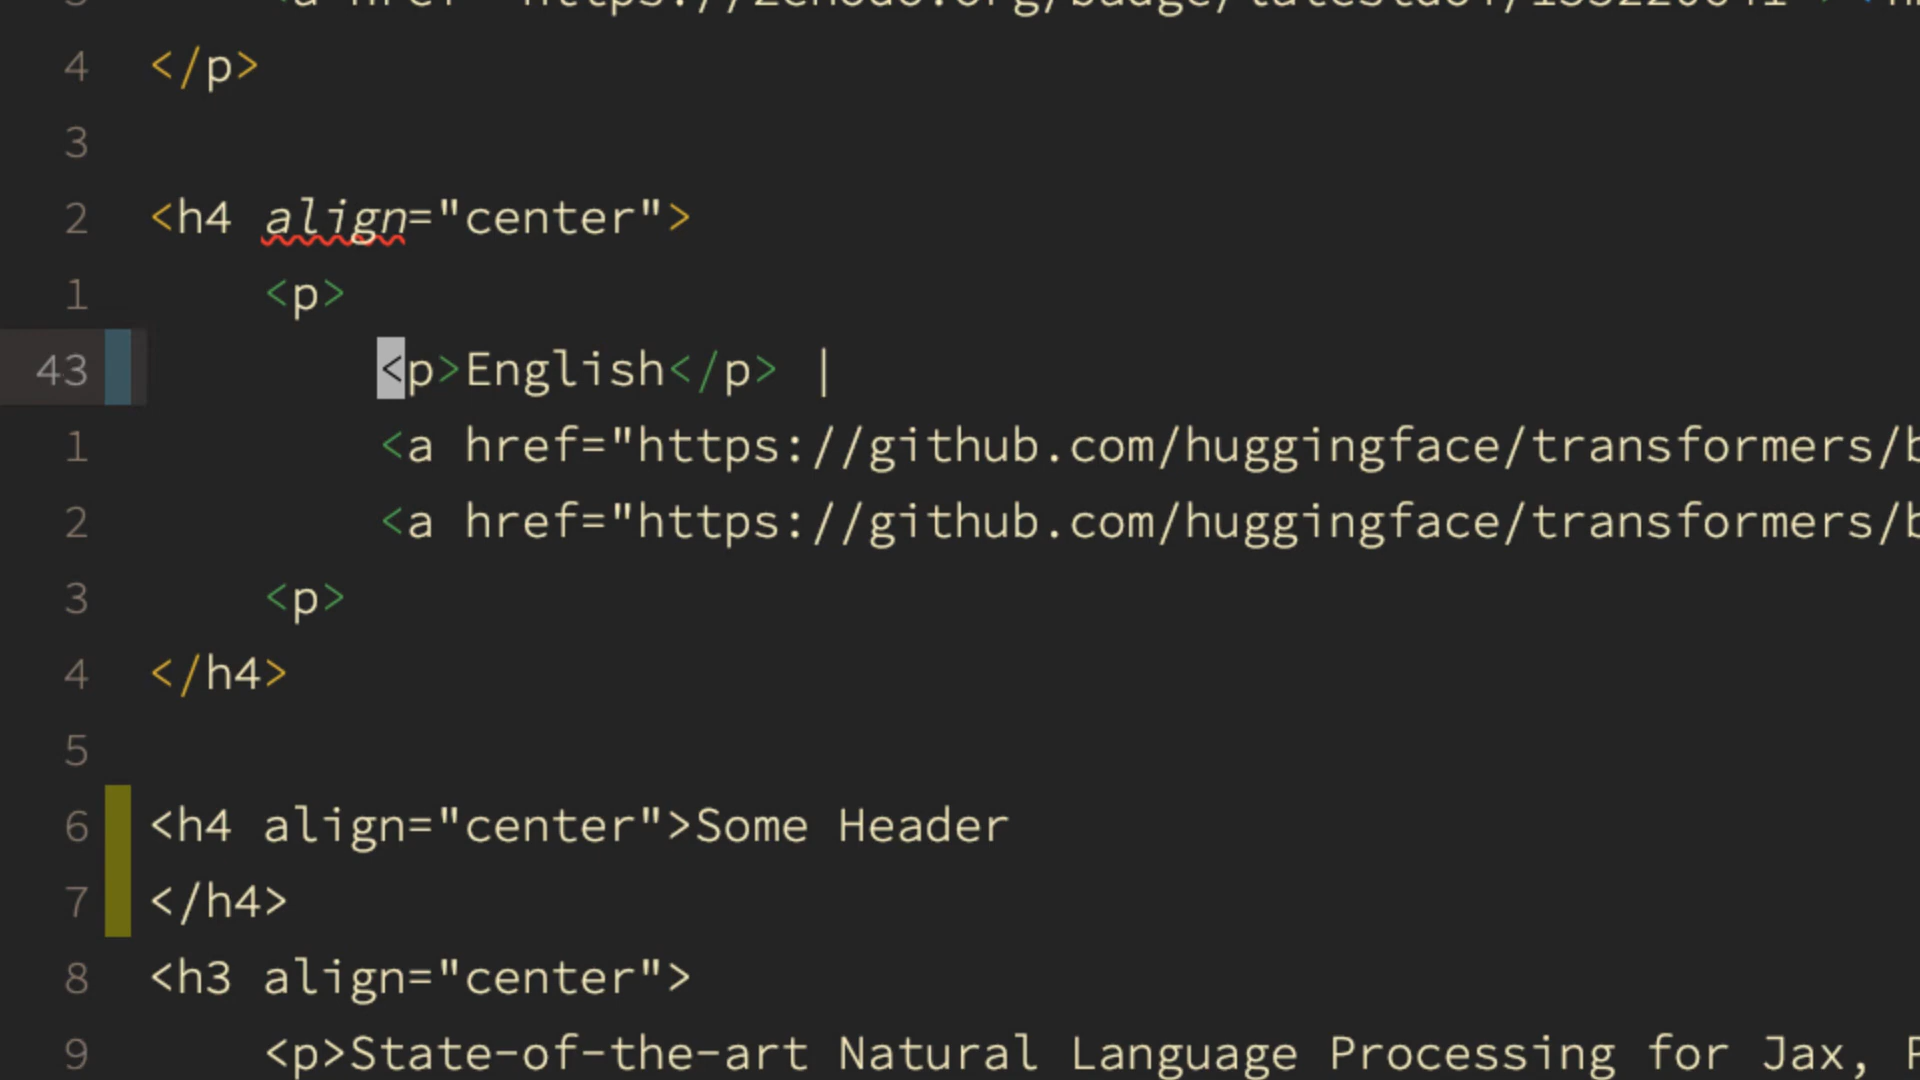 4 </p>
3
2 <h4 align="center">
1 <p>
43 <p>English</p> |
1 <a href="https://github.com/huggingface/transformers/b
2 <a href="https://github.com/huggingface/transformers/b
3 <p>
4 </h4>
5
6 <h4 align="center">Some Header
7 </h4>
8 <h3 align="center">
9 <p>State-of-the-art Natural Language Processing for Jax,